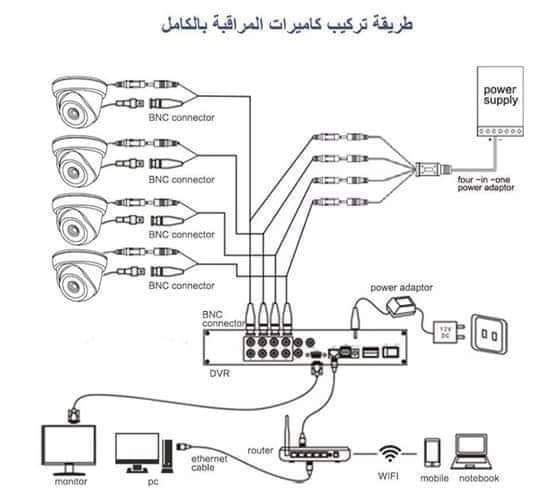 طريقة تركيب كاميرات المراقبة بالكامل
power
supply
BNC connector
BNC connector
four -in -one
power adaptor
BNC connector
BNC connector
power adaptor
BNC
connector
12V
DC
DVR
monitor
pc
ethernet
cable
router
WIFI
mobile
notebook